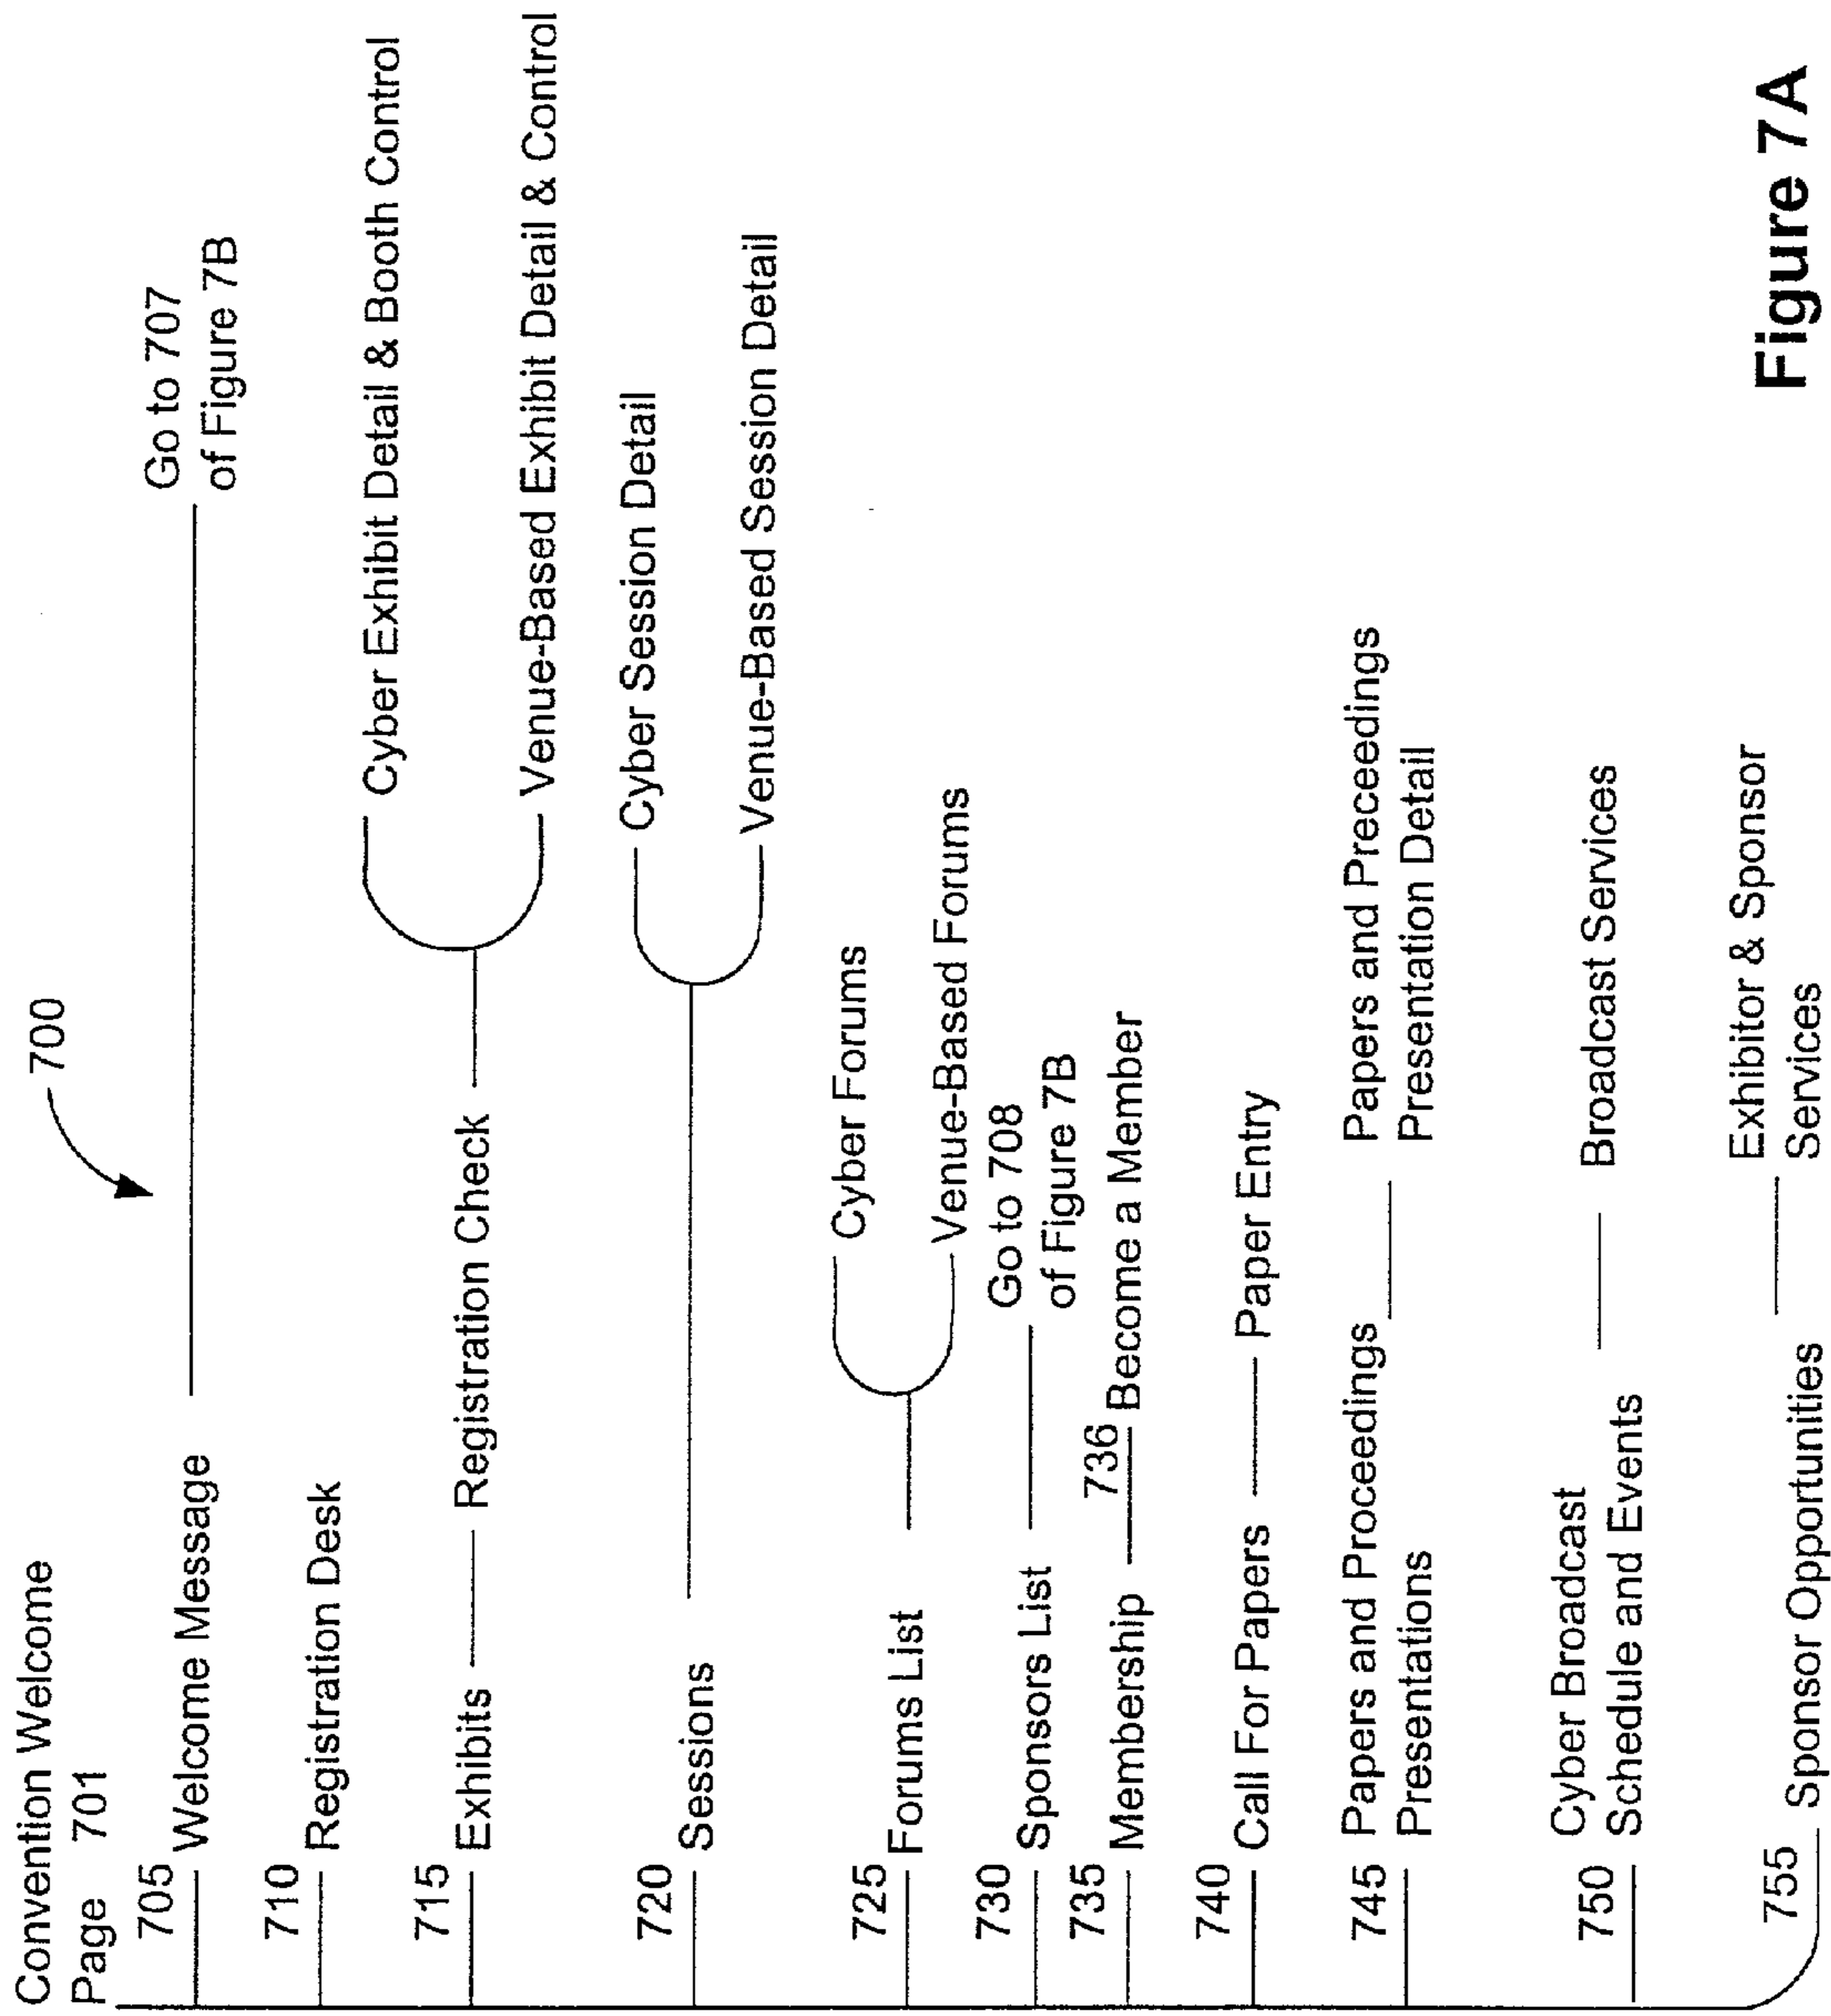 Convention Welcome
Page 701
700
705
Welcome Message
Go to 707
of Figure 7B
710
Registration Desk
715
Exhibits
Registration Check
Cyber Exhibit Detail & Booth Control
Venue-Based Exhibit Detail & Control
720
Sessions
Cyber Session Detail
Venue-Based Session Detail
725
Forums List
Cyber Forums
Venue-Based Forums
730
Sponsors List
Go to 708
of Figure 7B
735
Membership
736
Become a Member
740
Call For Papers
Paper Entry
745
Papers and Proceedings
Presentations
Papers and Preceedings
Presentation Detail
750
Cyber Broadcast
Schedule and Events
Broadcast Services
755
Sponsor Opportunities
Exhibitor & Sponsor
Services
Figure 7A